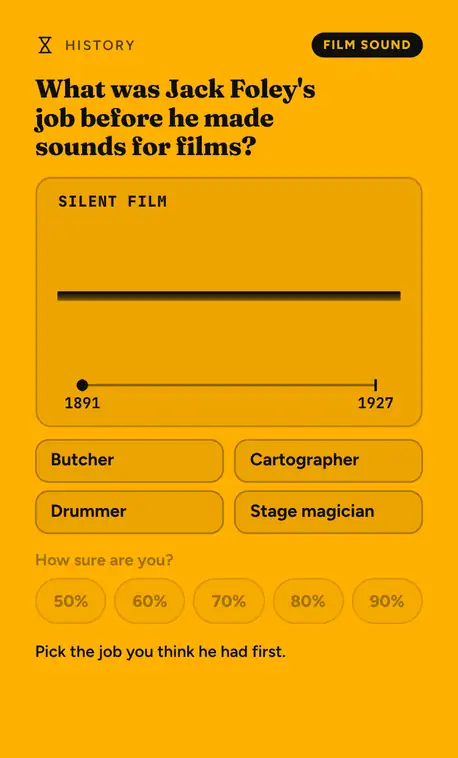 HISTORY
FILM SOUND
What was Jack Foley's
job before he made
sounds for films?
SILENT FILM
1891
1927
Butcher
Cartographer
Drummer
Stage magician
How sure are you?
50%
60%
70%
80%
90%
Pick the job you think he had first.